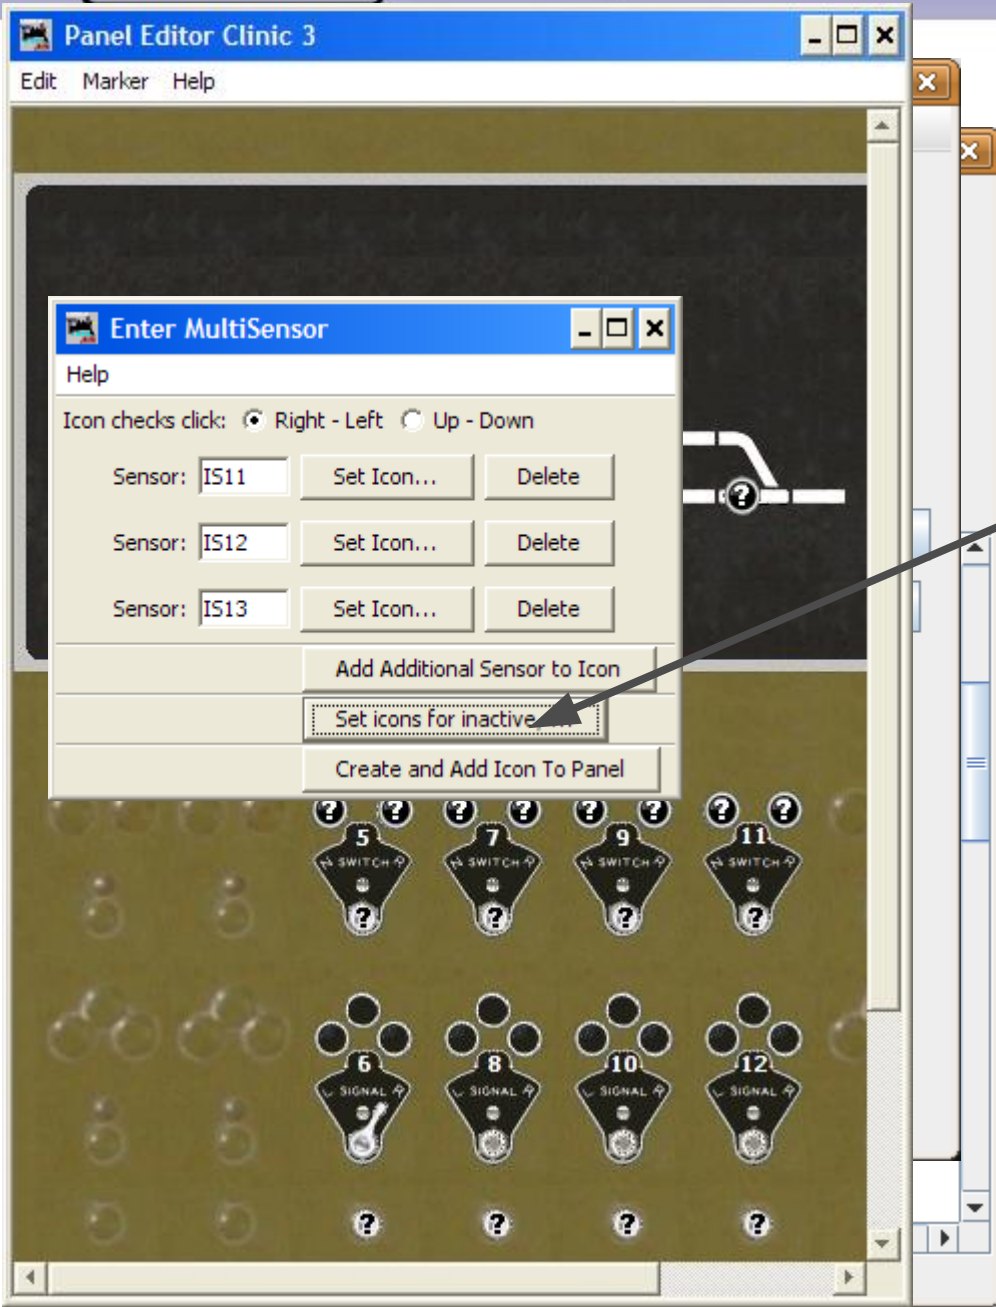 Panel Editor Clinic 3
Edit Marker Help
Enter MultiSensor
Help
Icon checks click: Right - Left Up - Down
Sensor: IS11 Set Icon... Delete
Sensor: IS12 Set Icon... Delete
Sensor: IS13 Set Icon... Delete
Add Additional Sensor to Icon
Set icons for inactive,
Create and Add Icon To Panel
?
? ? ? ? ? ? ? ?
5 7 9 11
N SWITCH R N SWITCH R N SWITCH R N SWITCH R
? ? ? ?
6 8 10 12
L SIGNAL R L SIGNAL R L SIGNAL R L SIGNAL R
? ? ? ?